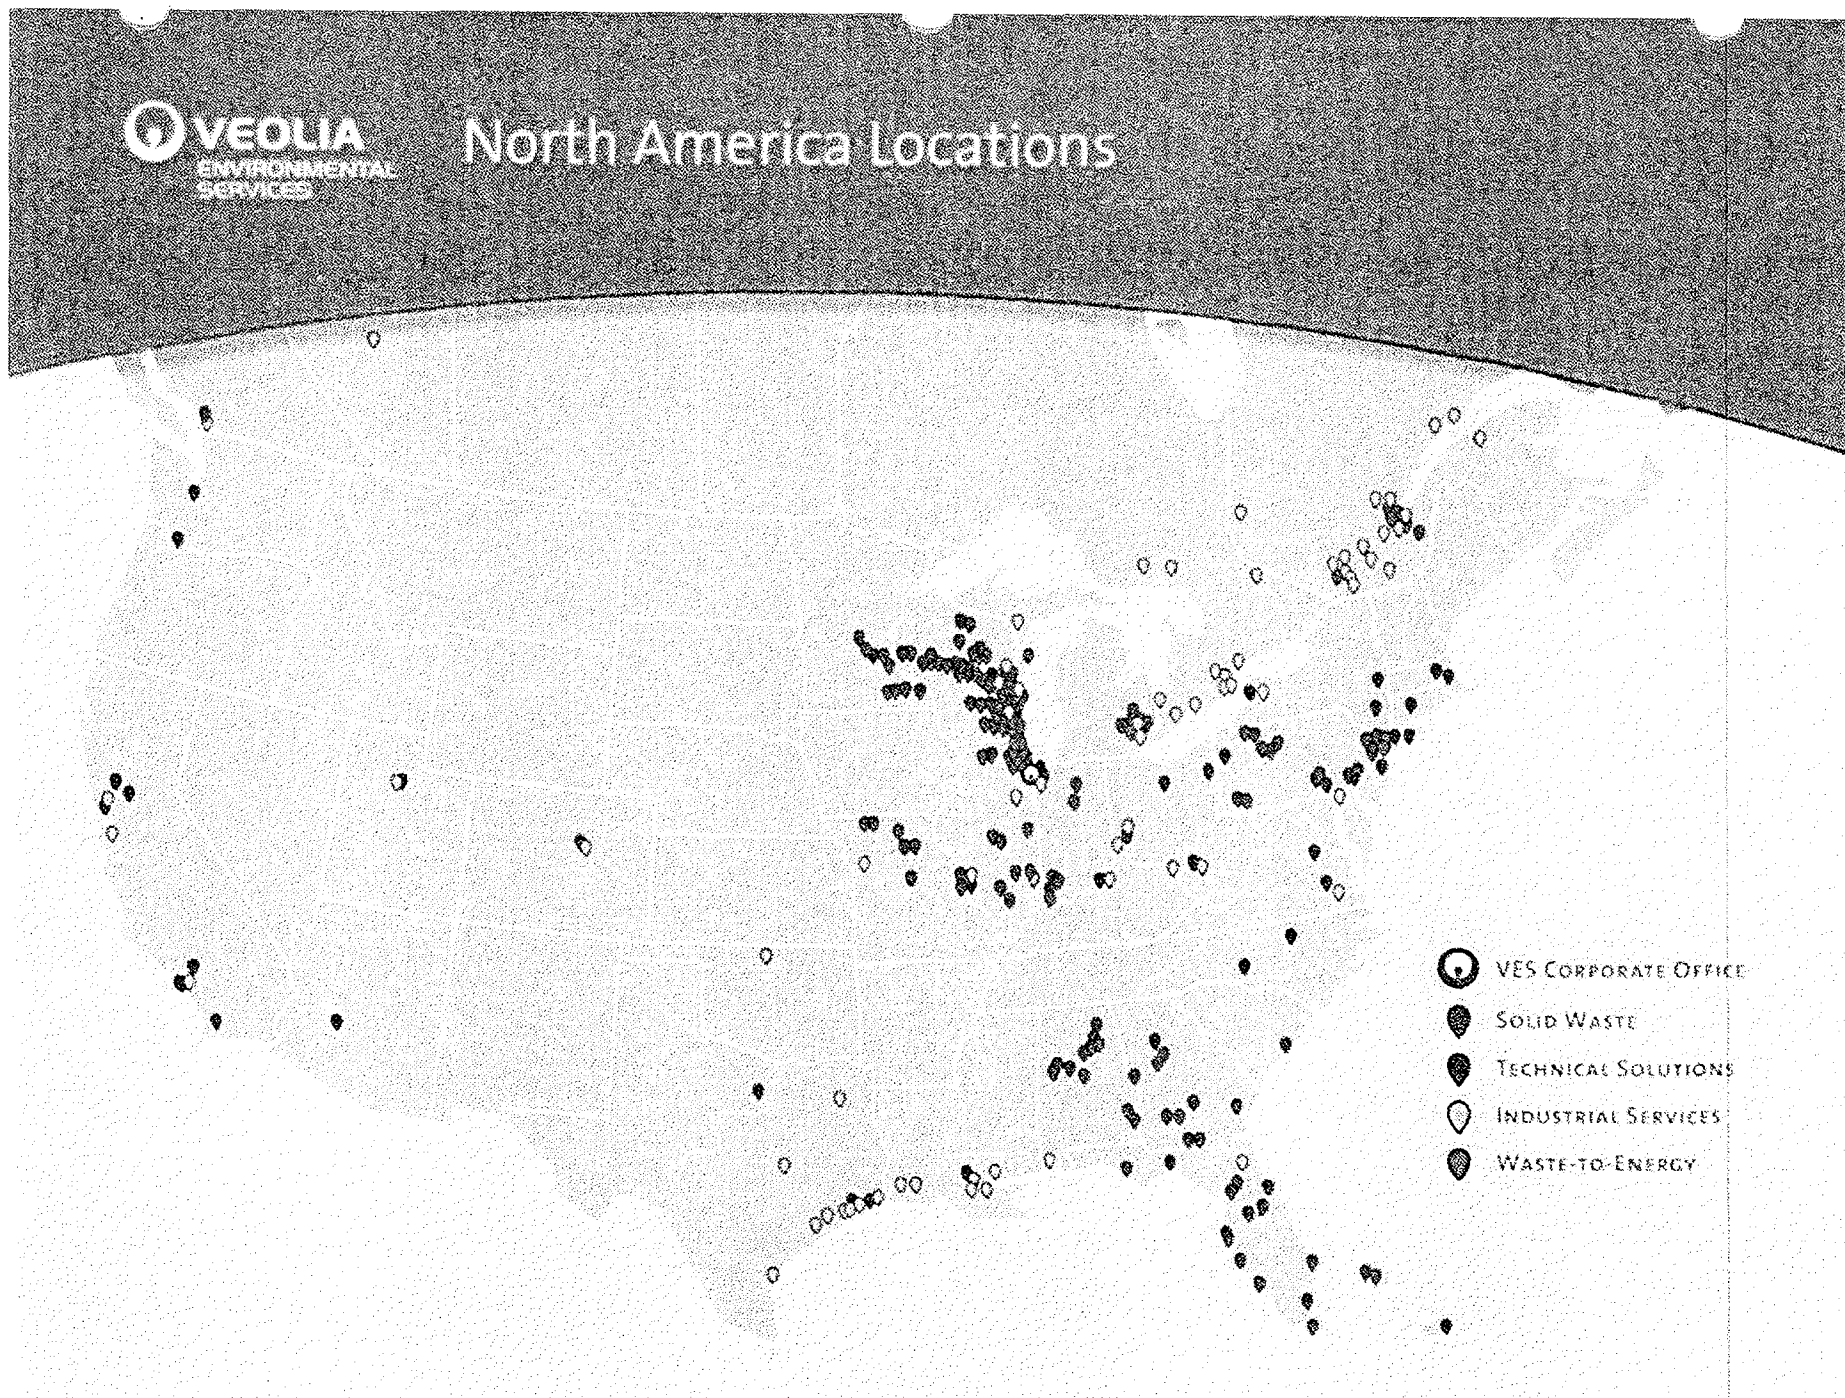 VEOLIA
ENVIRONMENTAL
SERVICES
North America Locations
VES CORPORATE OFFICE
SOLID WASTE
TECHNICAL SOLUTIONS
INDUSTRIAL SERVICES
WASTE-TO-ENERGY